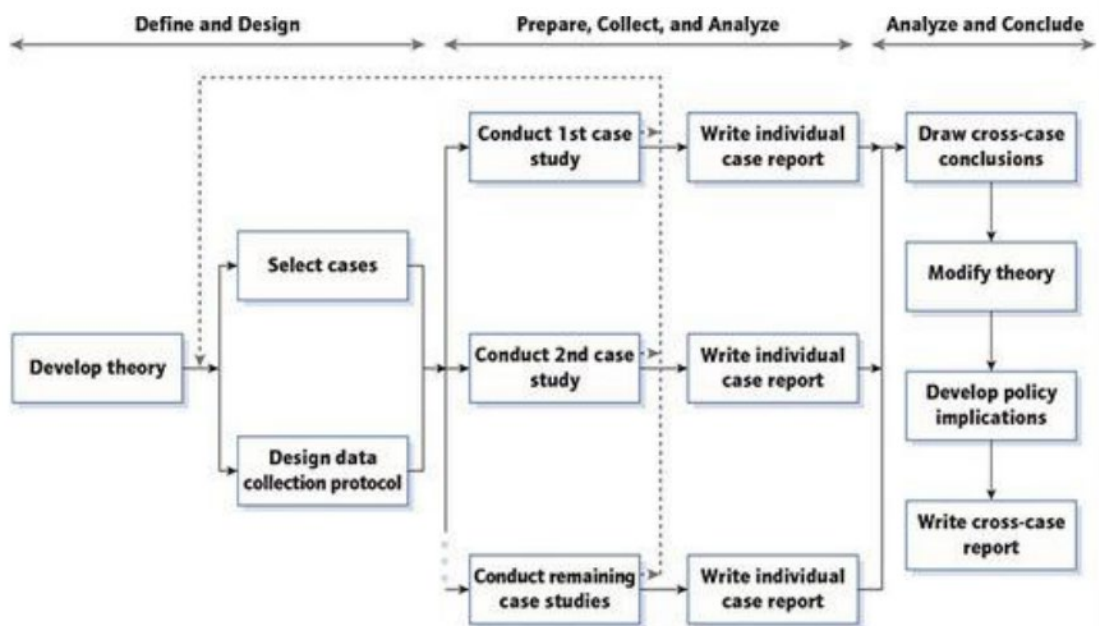 Define and Design
Prepare, Collect, and Analyze
Analyze and Conclude
Develop theory
Select cases
Design data
collection protocol
Conduct 1st case
study
Write individual
case report
Conduct 2nd case
study
Write individual
case report
Conduct remaining
case studies
Write individual
case report
Draw cross-case
conclusions
Modify theory
Develop policy
implications
Write cross-case
report